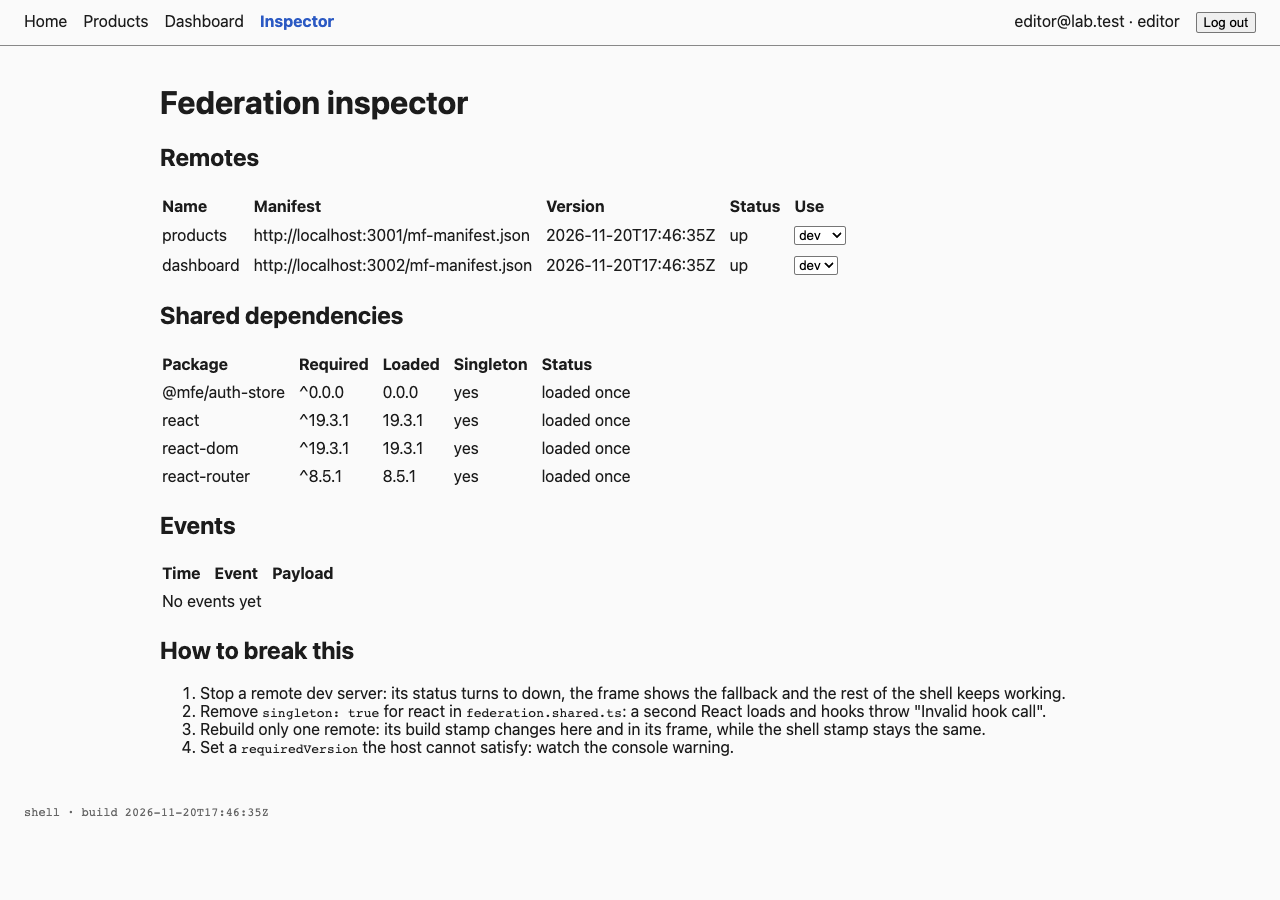 Home Products Dashboard Inspector editor@lab.test · editor Log out
Federation inspector
Remotes
Name Manifest Version Status Use
products http://localhost:3001/mf-manifest.json 2026-11-20T17:46:35Z up dev
dashboard http://localhost:3002/mf-manifest.json 2026-11-20T17:46:35Z up dev
Shared dependencies
Package Required Loaded Singleton Status
@mfe/auth-store ^0.0.0 0.0.0 yes loaded once
react ^19.3.1 19.3.1 yes loaded once
react-dom ^19.3.1 19.3.1 yes loaded once
react-router ^8.5.1 8.5.1 yes loaded once
Events
Time Event Payload
No events yet
How to break this
1. Stop a remote dev server: its status turns to down, the frame shows the fallback and the rest of the shell keeps working.
2. Remove singleton: true for react in federation.shared.ts: a second React loads and hooks throw "Invalid hook call".
3. Rebuild only one remote: its build stamp changes here and in its frame, while the shell stamp stays the same.
4. Set a requiredVersion the host cannot satisfy: watch the console warning.
shell · build 2026-11-20T17:46:35Z